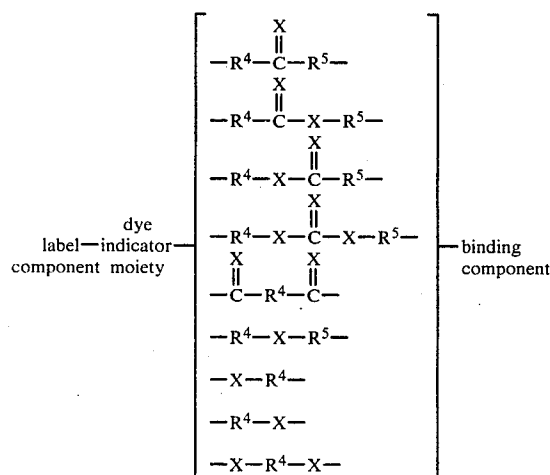 X
||
—R⁴—C—R⁵—
X
||
—R⁴—C—X—R⁵—
X
||
—R⁴—X—C—R⁵—
X
||
dye
—R⁴—X—C—X—R⁵—
label—indicator—
—binding
component moiety
component
X X
|| ||
—C—R⁴—C—
—R⁴—X—R⁵—
—X—R⁴—
—R⁴—X—
—X—R⁴—X—